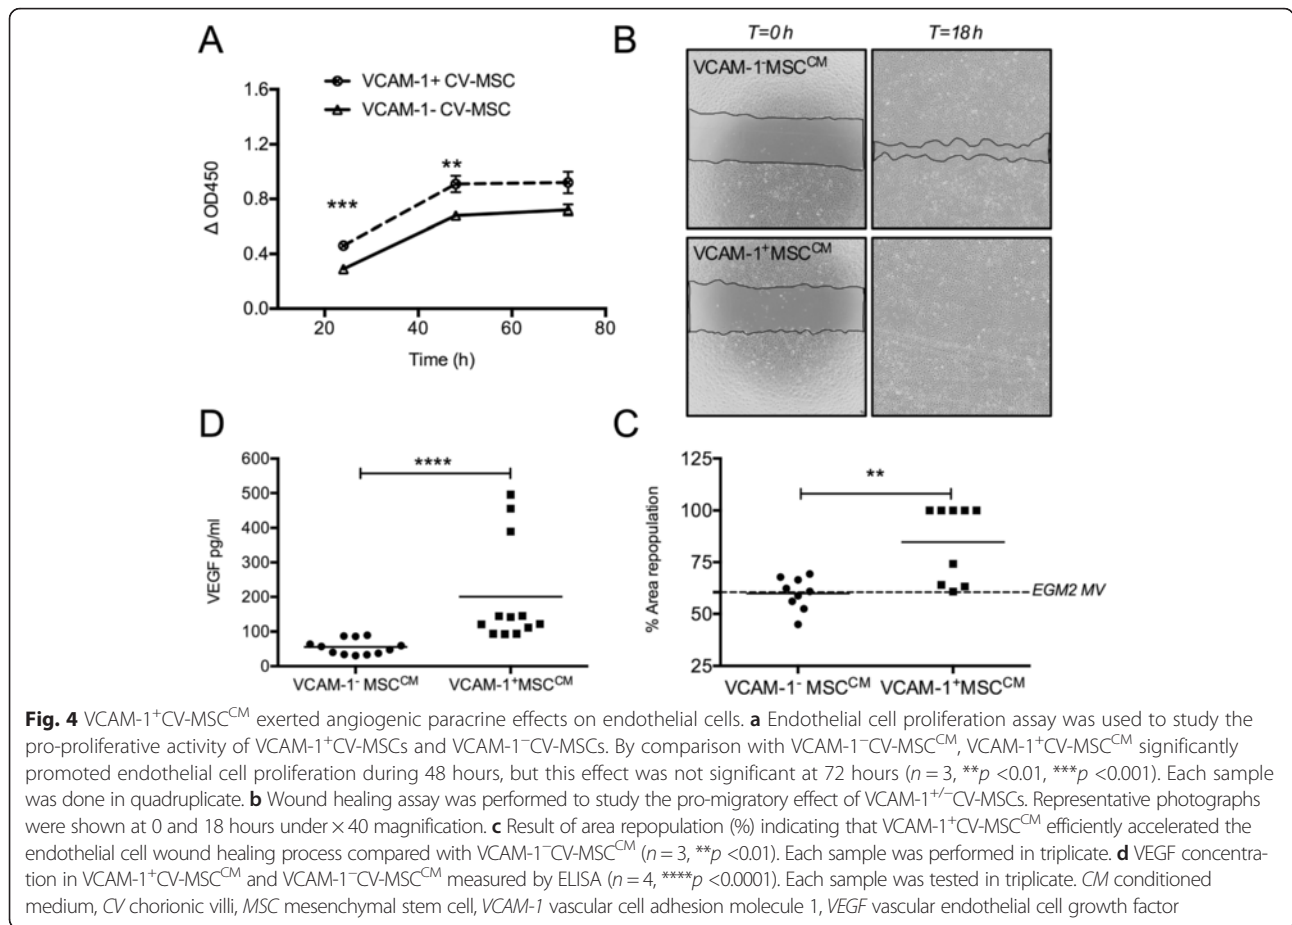 A
VCAM-1+ CV-MSC
VCAM-1- CV-MSC
Δ OD450
1.6
1.2
0.8
0.4
0.0
***
**
20 40 60 80
Time (h)
B
T=0 h T=18 h
VCAM-1⁻MSC^CM
VCAM-1⁺MSC^CM
D
VEGF pg/ml
600
500
400
300
200
100
0
****
VCAM-1⁻ MSC^CM VCAM-1⁺MSC^CM
C
% Area repopulation
125
100
75
50
25
**
EGM2 MV
VCAM-1⁻ MSC^CM VCAM-1⁺MSC^CM
Fig. 4 VCAM-1⁺CV-MSC^CM exerted angiogenic paracrine effects on endothelial cells. a Endothelial cell proliferation assay was used to study the
pro-proliferative activity of VCAM-1⁺CV-MSCs and VCAM-1⁻CV-MSCs. By comparison with VCAM-1⁻CV-MSC^CM, VCAM-1⁺CV-MSC^CM significantly
promoted endothelial cell proliferation during 48 hours, but this effect was not significant at 72 hours (n = 3, **p <0.01, ***p <0.001). Each sample
was done in quadruplicate. b Wound healing assay was performed to study the pro-migratory effect of VCAM-1⁺/⁻CV-MSCs. Representative photographs
were shown at 0 and 18 hours under × 40 magnification. c Result of area repopulation (%) indicating that VCAM-1⁺CV-MSC^CM efficiently accelerated the
endothelial cell wound healing process compared with VCAM-1⁻CV-MSC^CM (n = 3, **p <0.01). Each sample was performed in triplicate. d VEGF concentra-
tion in VCAM-1⁺CV-MSC^CM and VCAM-1⁻CV-MSC^CM measured by ELISA (n = 4, ****p <0.0001). Each sample was tested in triplicate. CM conditioned
medium, CV chorionic villi, MSC mesenchymal stem cell, VCAM-1 vascular cell adhesion molecule 1, VEGF vascular endothelial cell growth factor